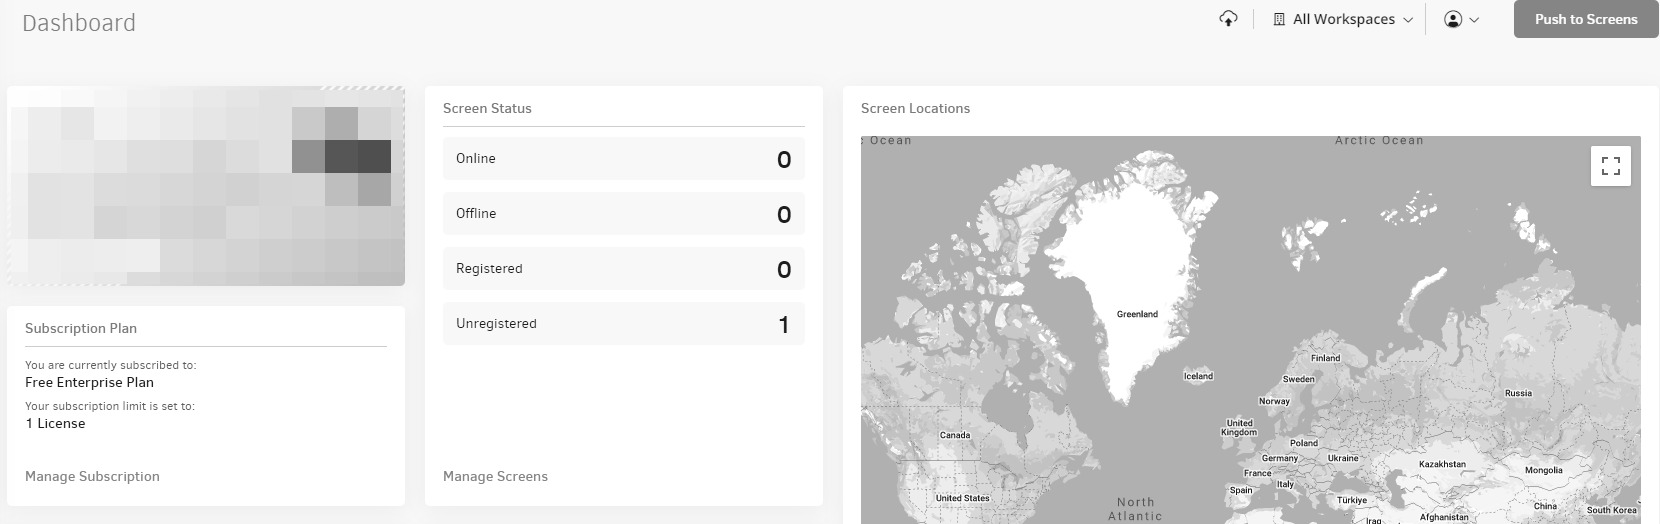 Dashboard
All Workspaces
Push to Screens
Subscription Plan
You are currently subscribed to:
Free Enterprise Plan
Your subscription limit is set to:
1 License
Manage Subscription
Screen Status
Online 0
Offline 0
Registered 0
Unregistered 1
Manage Screens
Screen Locations
c Ocean
Arctic Ocean
Greenland
Iceland
Finland
Sweden
Norway
Russia
United
Kingdom
Canada
Poland
Germany
Ukraine
France
Kazakhstan
Mongolia
Italy
Spain
United States
Türkiye
North
Atlantic
China
South Korea
Iraq
Afghanistan